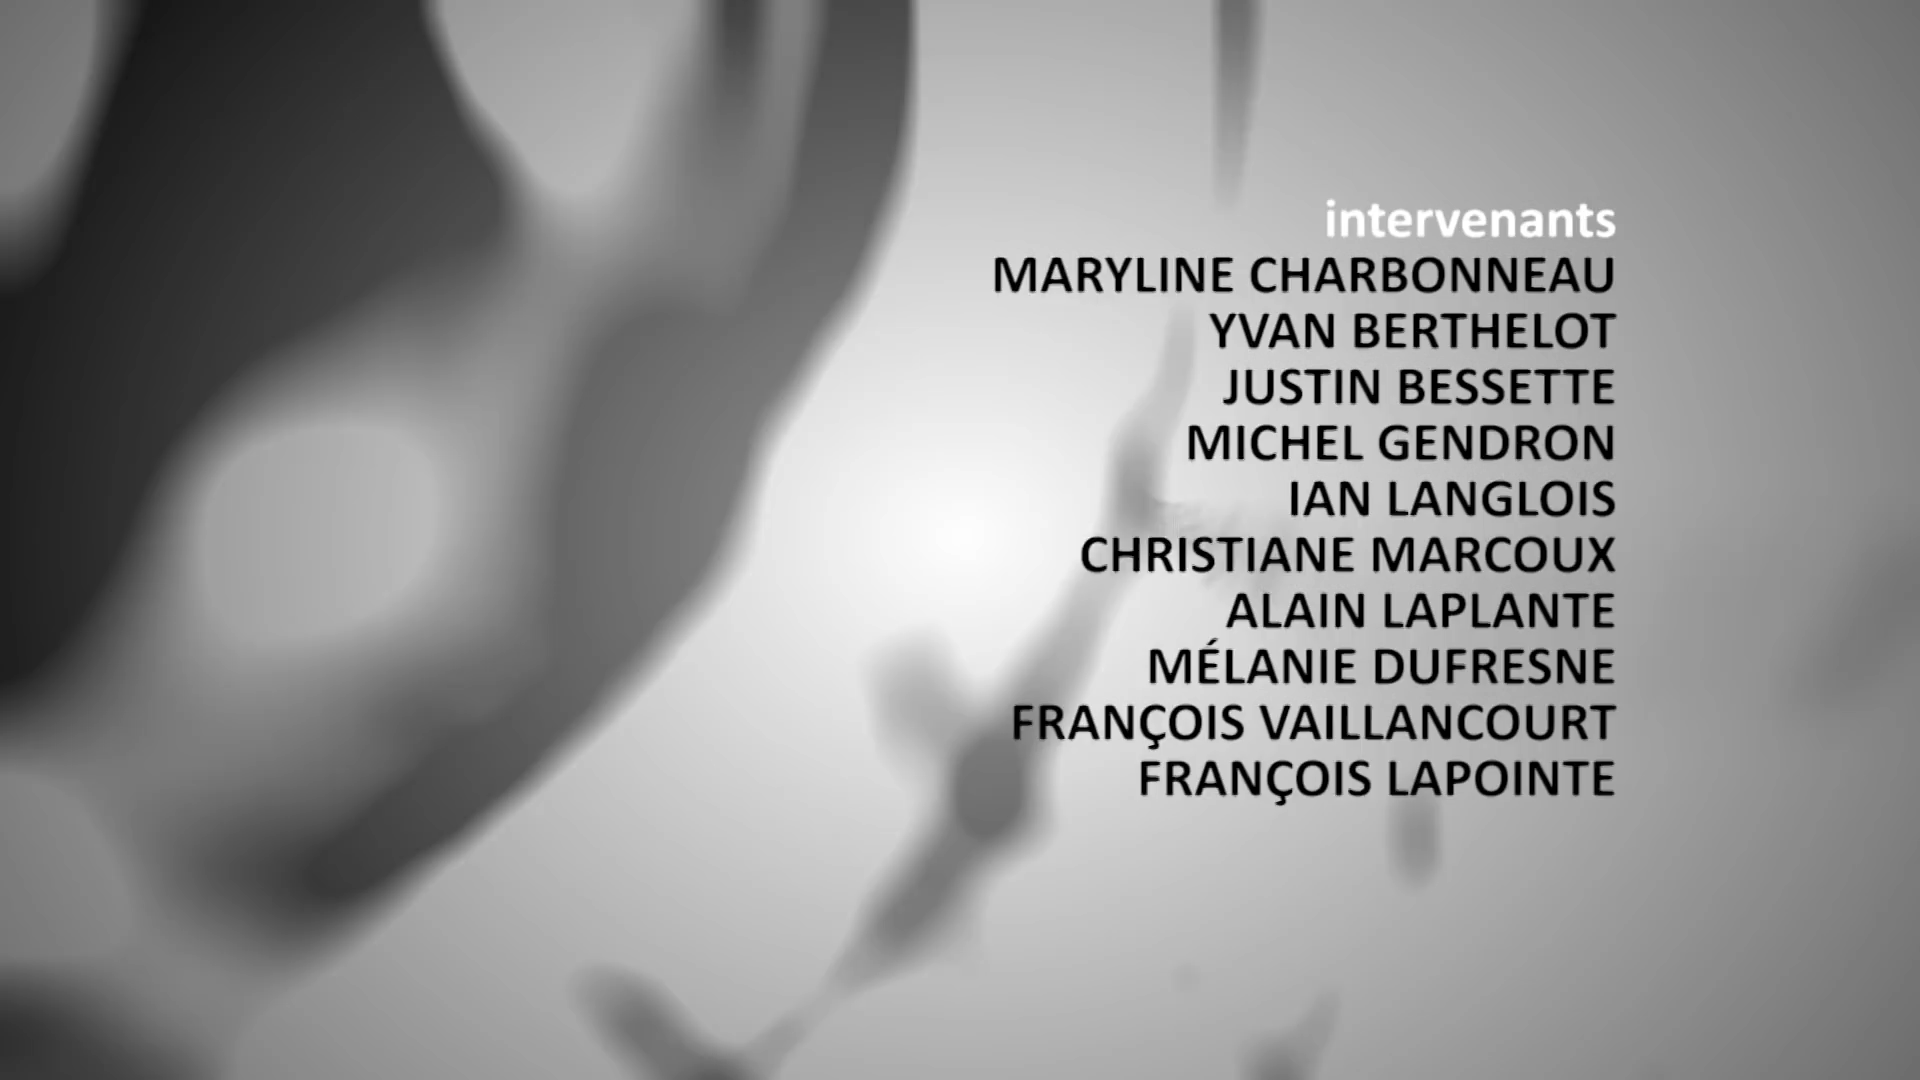 intervenants
MARYLINE CHARBONNEAU
YVAN BERTHELOT
JUSTIN BESSETTE
MICHEL GENDRON
IAN LANGLOIS
CHRISTIANE MARCOUX
ALAIN LAPLANTE
MÉLANIE DUFRESNE
FRANÇOIS VAILLANCOURT
FRANÇOIS LAPOINTE